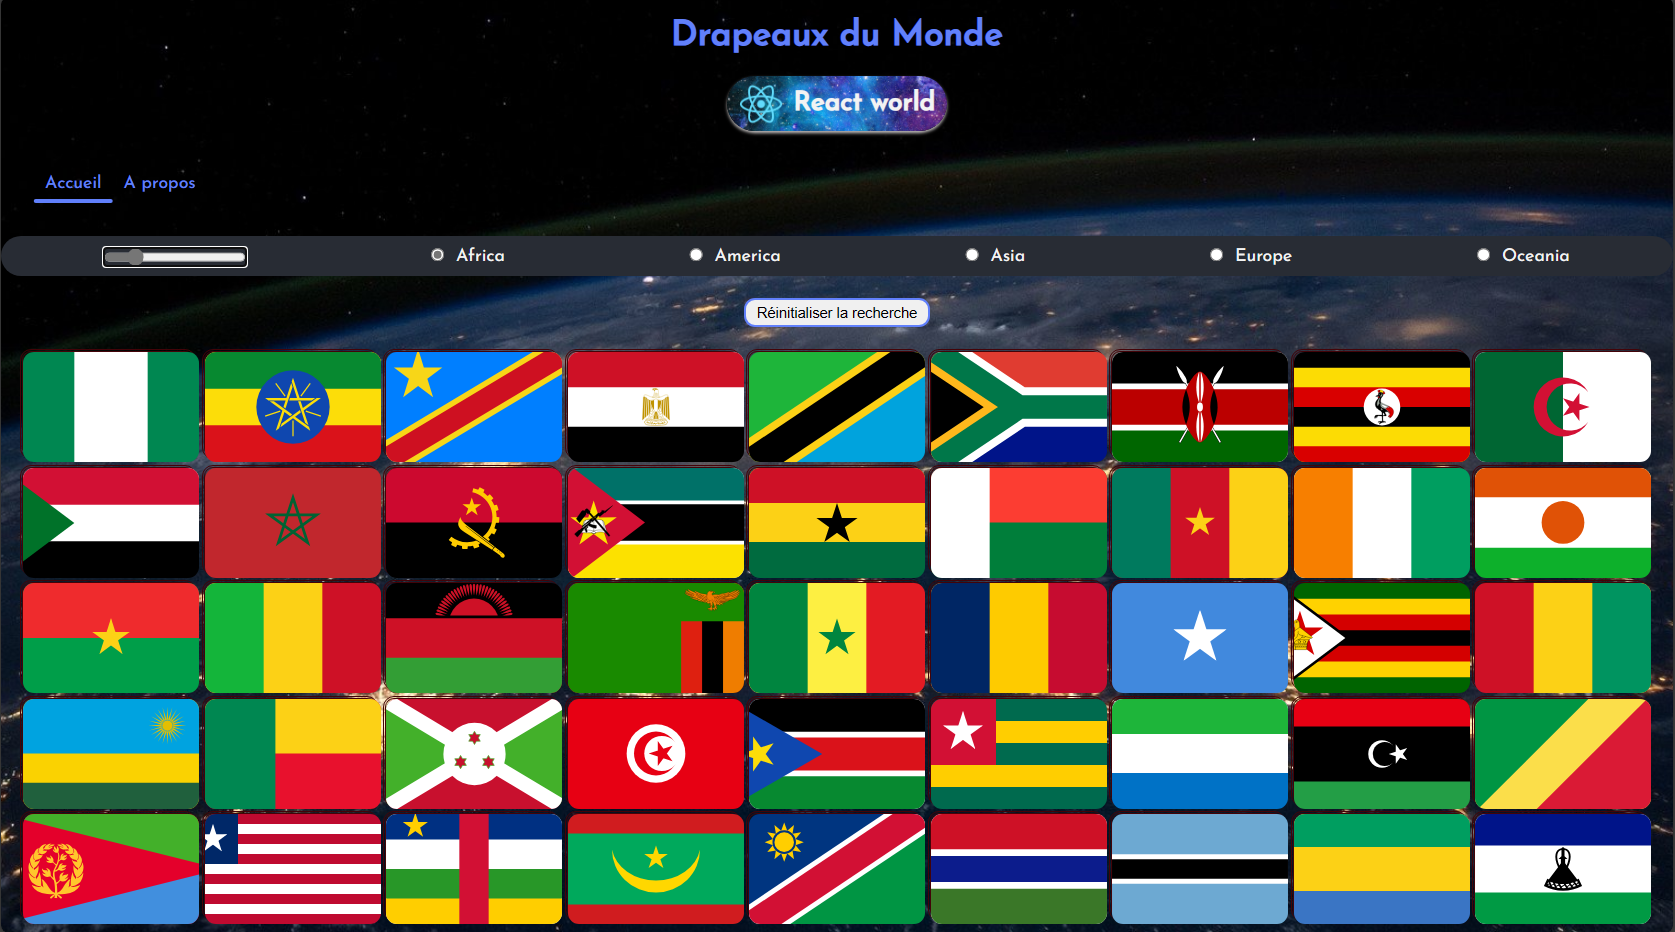 Drapeaux du Monde
React world
Accueil A propos
Africa America Asia Europe Oceania
Réinitialiser la recherche